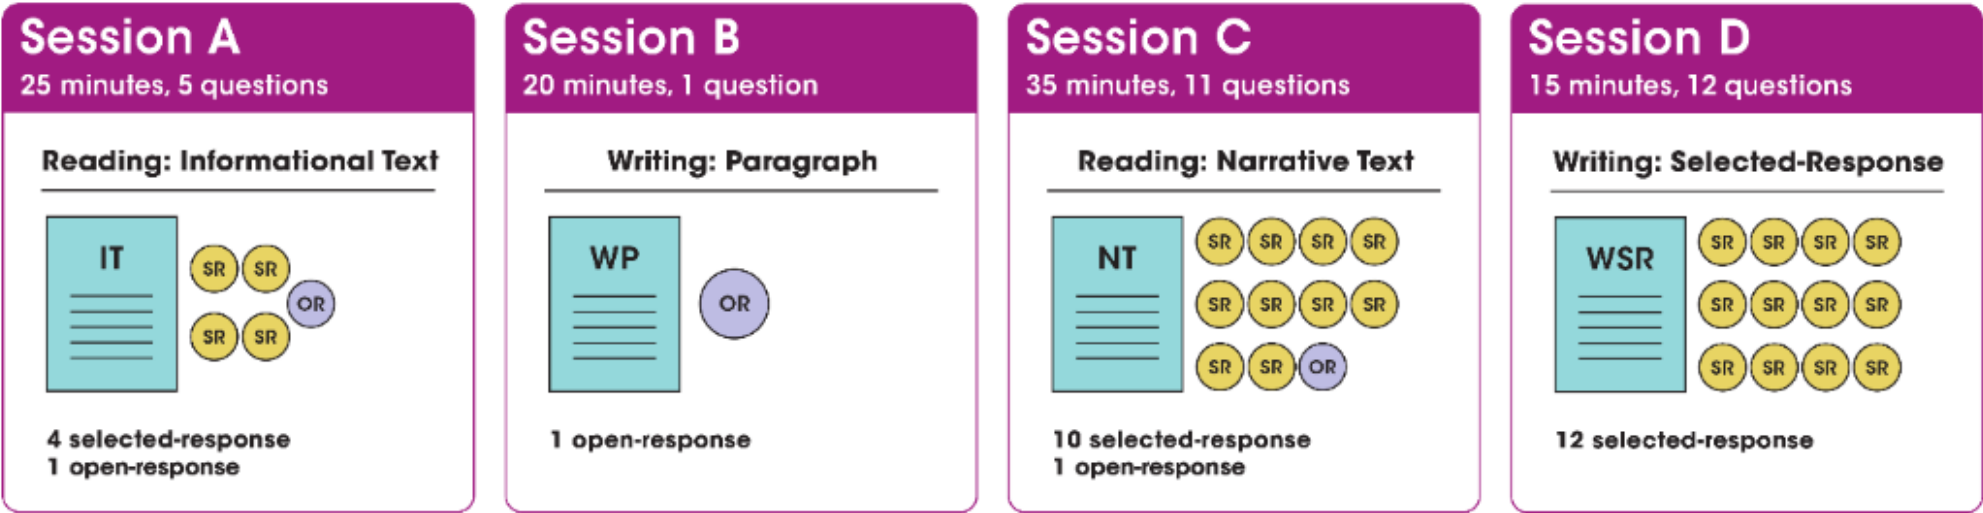 Session A
25 minutes, 5 questions
Reading: Informational Text
IT
SR SR
OR
SR SR
4 selected-response
1 open-response
Session B
20 minutes, 1 question
Writing: Paragraph
WP
OR
1 open-response
Session C
35 minutes, 11 questions
Reading: Narrative Text
NT
SR SR SR SR
SR SR SR SR
SR SR OR
10 selected-response
1 open-response
Session D
15 minutes, 12 questions
Writing: Selected-Response
WSR
SR SR SR SR
SR SR SR SR
SR SR SR SR
12 selected-response